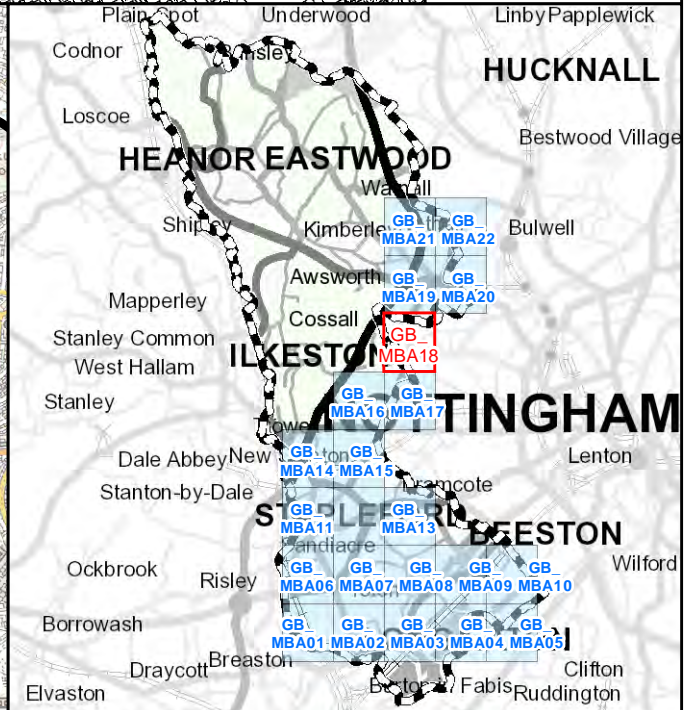 Plain Spot
Underwood
Linby Papplewick
Codnor
HUCKNALL
Loscoe
Bestwood Village
HEANOR EASTWOOD
Shipley
Kimberley
GB_
MBA21
GB_
MBA22
Bulwell
Awsworth
GB_
MBA19
GB_
MBA20
Mapperley
Cossall
Stanley Common
ILKESTON
GB_
MBA18
West Hallam
Stanley
GB_
MBA16
GB_
MBA17
TTINGHAM
Dale Abbey
New
GB_
MBA14
GB_
MBA15
Lenton
Stanton-by-Dale
GB_
MBA11
GB_
MBA13
BEESTON
Ockbrook
Risley
GB_
MBA06
GB_
MBA07
GB_
MBA08
GB_
MBA09
GB_
MBA10
Wilford
Borrowash
GB_
MBA01
GB_
MBA02
GB_
MBA03
GB_
MBA04
GB_
MBA05
Draycott
Breaston
Clifton
Elvaston
Fabis
Ruddington